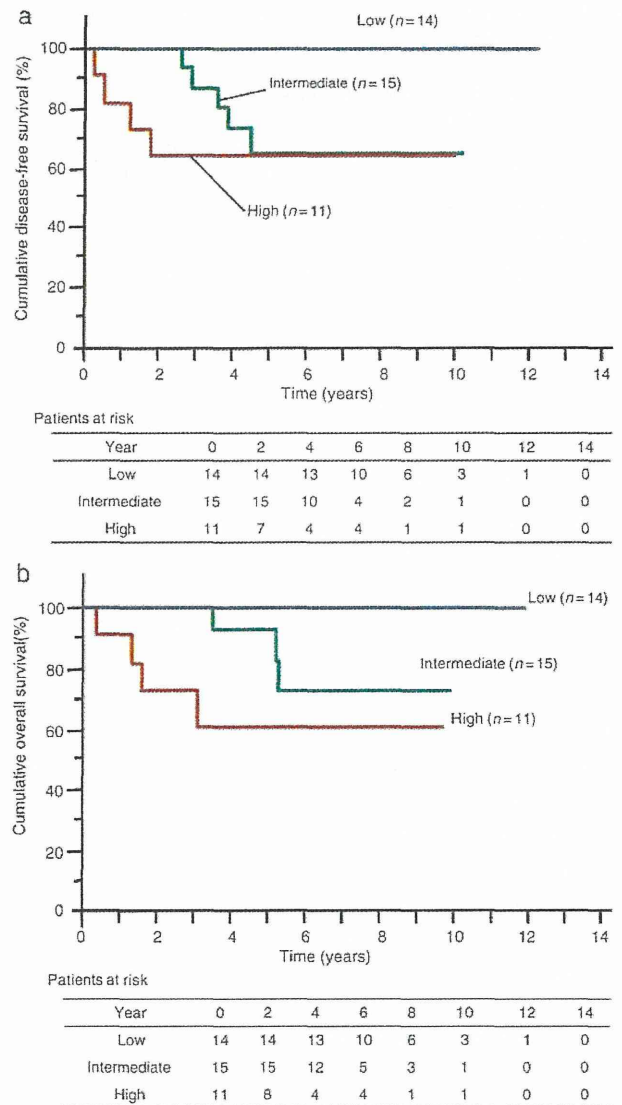 a
Low (n=14)
Intermediate (n=15)
High (n=11)
Cumulative disease-free survival (%)
100
80
60
40
20
0
0 2 4 6 8 10 12 14
Time (years)
Patients at risk
Year 0 2 4 6 8 10 12 14
Low 14 14 13 10 6 3 1 0
Intermediate 15 15 10 4 2 1 0 0
High 11 7 4 4 1 1 0 0
b
Low (n=14)
Intermediate (n=15)
High (n=11)
Cumulative overall survival(%)
100
80
60
40
20
0
0 2 4 6 8 10 12 14
Time (years)
Patients at risk
Year 0 2 4 6 8 10 12 14
Low 14 14 13 10 6 3 1 0
Intermediate 15 15 12 5 3 1 0 0
High 11 8 4 4 1 1 0 0